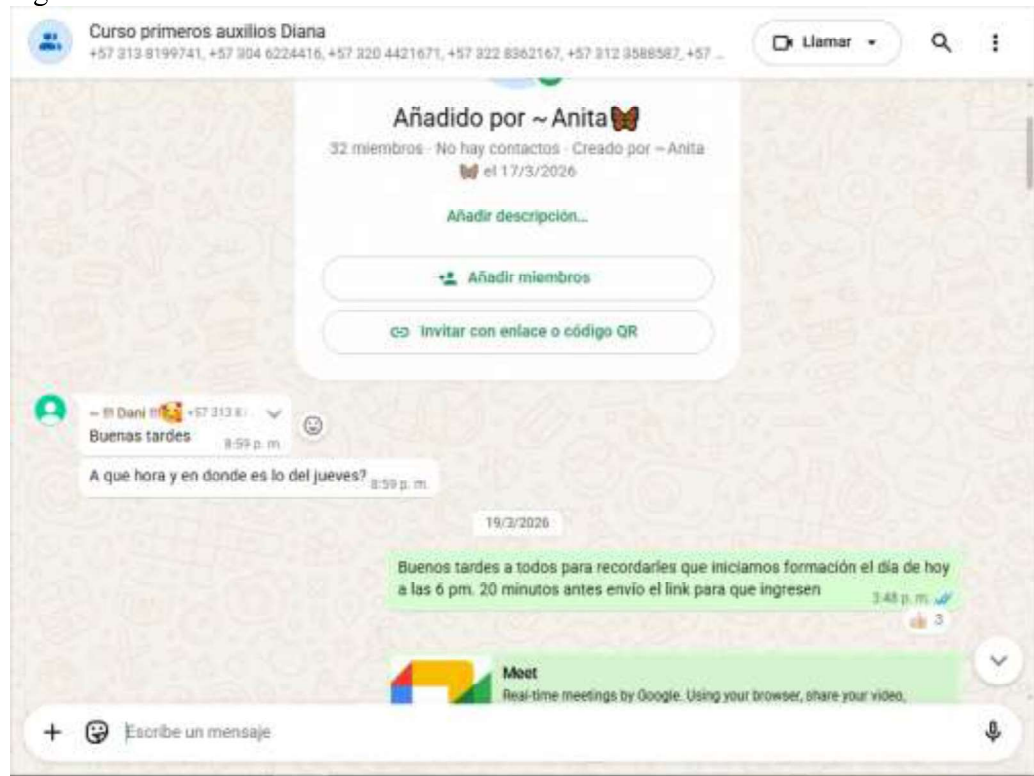 Curso primeros auxilios Diana
+57 313 8199741, +57 304 6224416, +57 320 4421671, +57 322 8362167, +57 312 3588587, +57 ...
Llamar
Añadido por ~ Anita🦋
32 miembros · No hay contactos · Creado por ~ Anita
🦋 el 17/3/2026
Añadir descripción...
Añadir miembros
Invitar con enlace o código QR
~ !!! Dani !!!🥰 +57 313 8
Buenas tardes 8:59 p. m.
A que hora y en donde es lo del jueves? 8:59 p. m.
19/3/2026
Buenos tardes a todos para recordarles que iniciamos formación el día de hoy
a las 6 pm. 20 minutos antes envío el link para que ingresen 3:48 p. m.
👍 3
Meet
Real-time meetings by Google. Using your browser, share your video,
Escribe un mensaje